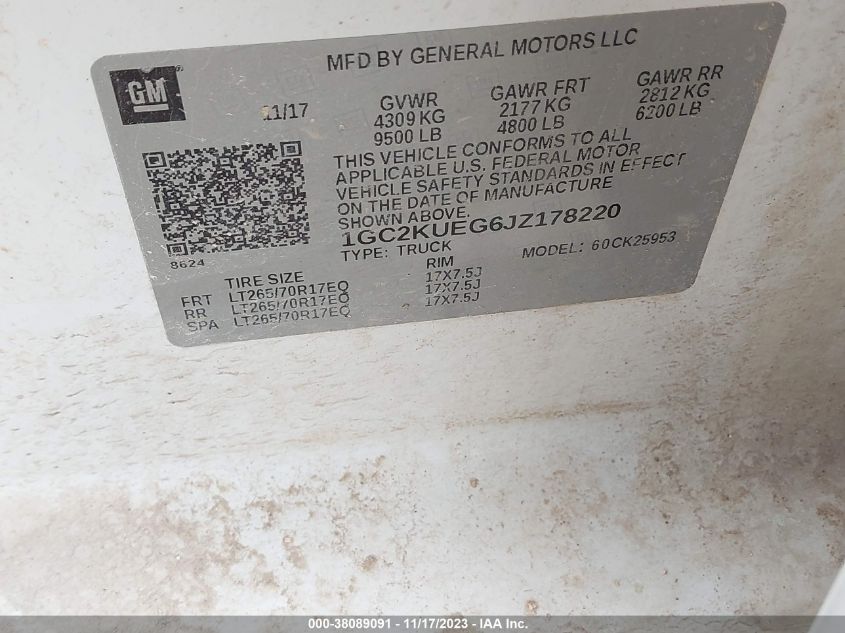 MFD BY GENERAL MOTORS LLC
GM
11/17
GVWR
4309 KG
9500 LB
GAWR FRT
2177 KG
4800 LB
GAWR RR
2812 KG
6200 LB
THIS VEHICLE CONFORMS TO ALL
APPLICABLE U.S. FEDERAL MOTOR
VEHICLE SAFETY STANDARDS IN EFFECT
ON THE DATE OF MANUFACTURE
SHOWN ABOVE.
1GC2KUEG6JZ178220
8624
TYPE: TRUCK
MODEL: 60CK25953
TIRE SIZE RIM
FRT LT265/70R17EQ 17X7.5J
RR LT265/70R17EQ 17X7.5J
SPA LT265/70R17EQ 17X7.5J
000-38089091 - 11/17/2023 - IAA Inc.